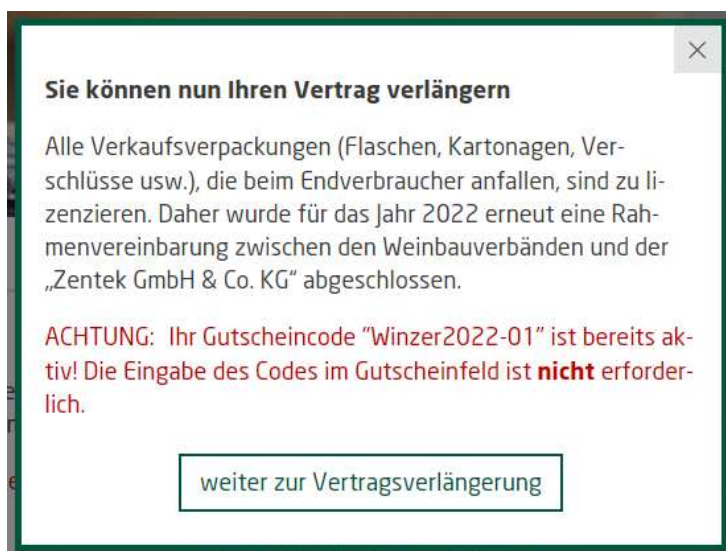 Sie können nun Ihren Vertrag verlängern
Alle Verkaufsverpackungen (Flaschen, Kartonagen, Ver-
schlüsse usw.), die beim Endverbraucher anfallen, sind zu li-
zenzieren. Daher wurde für das Jahr 2022 erneut eine Rah-
menvereinbarung zwischen den Weinbauverbänden und der
„Zentek GmbH & Co. KG“ abgeschlossen.
ACHTUNG:  Ihr Gutscheincode "Winzer2022-01" ist bereits ak-
tiv! Die Eingabe des Codes im Gutscheinfeld ist nicht erforder-
lich.
weiter zur Vertragsverlängerung